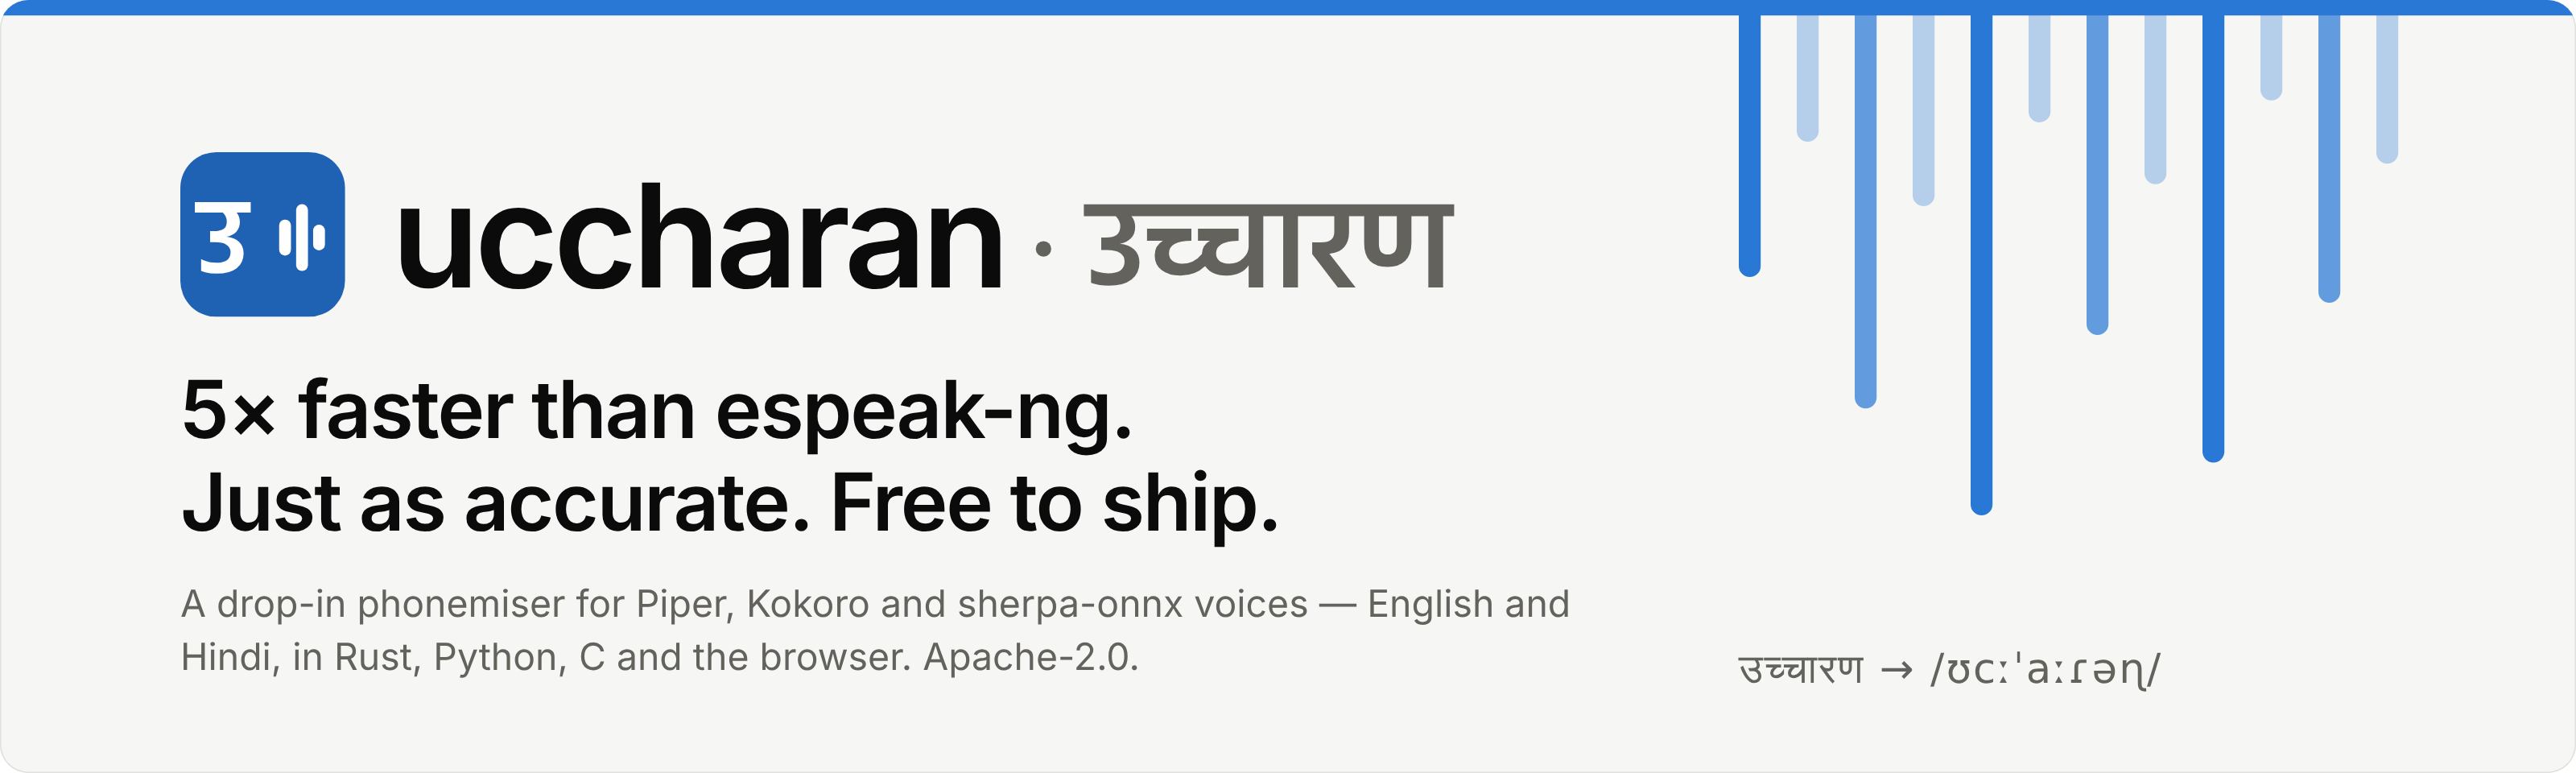 उ
uccharan · उच्चारण
5× faster than espeak-ng.
Just as accurate. Free to ship.
A drop-in phonemiser for Piper, Kokoro and sherpa-onnx voices — English and
Hindi, in Rust, Python, C and the browser. Apache-2.0.
उच्चारण → /ʊcːˈaːɾəɳ/